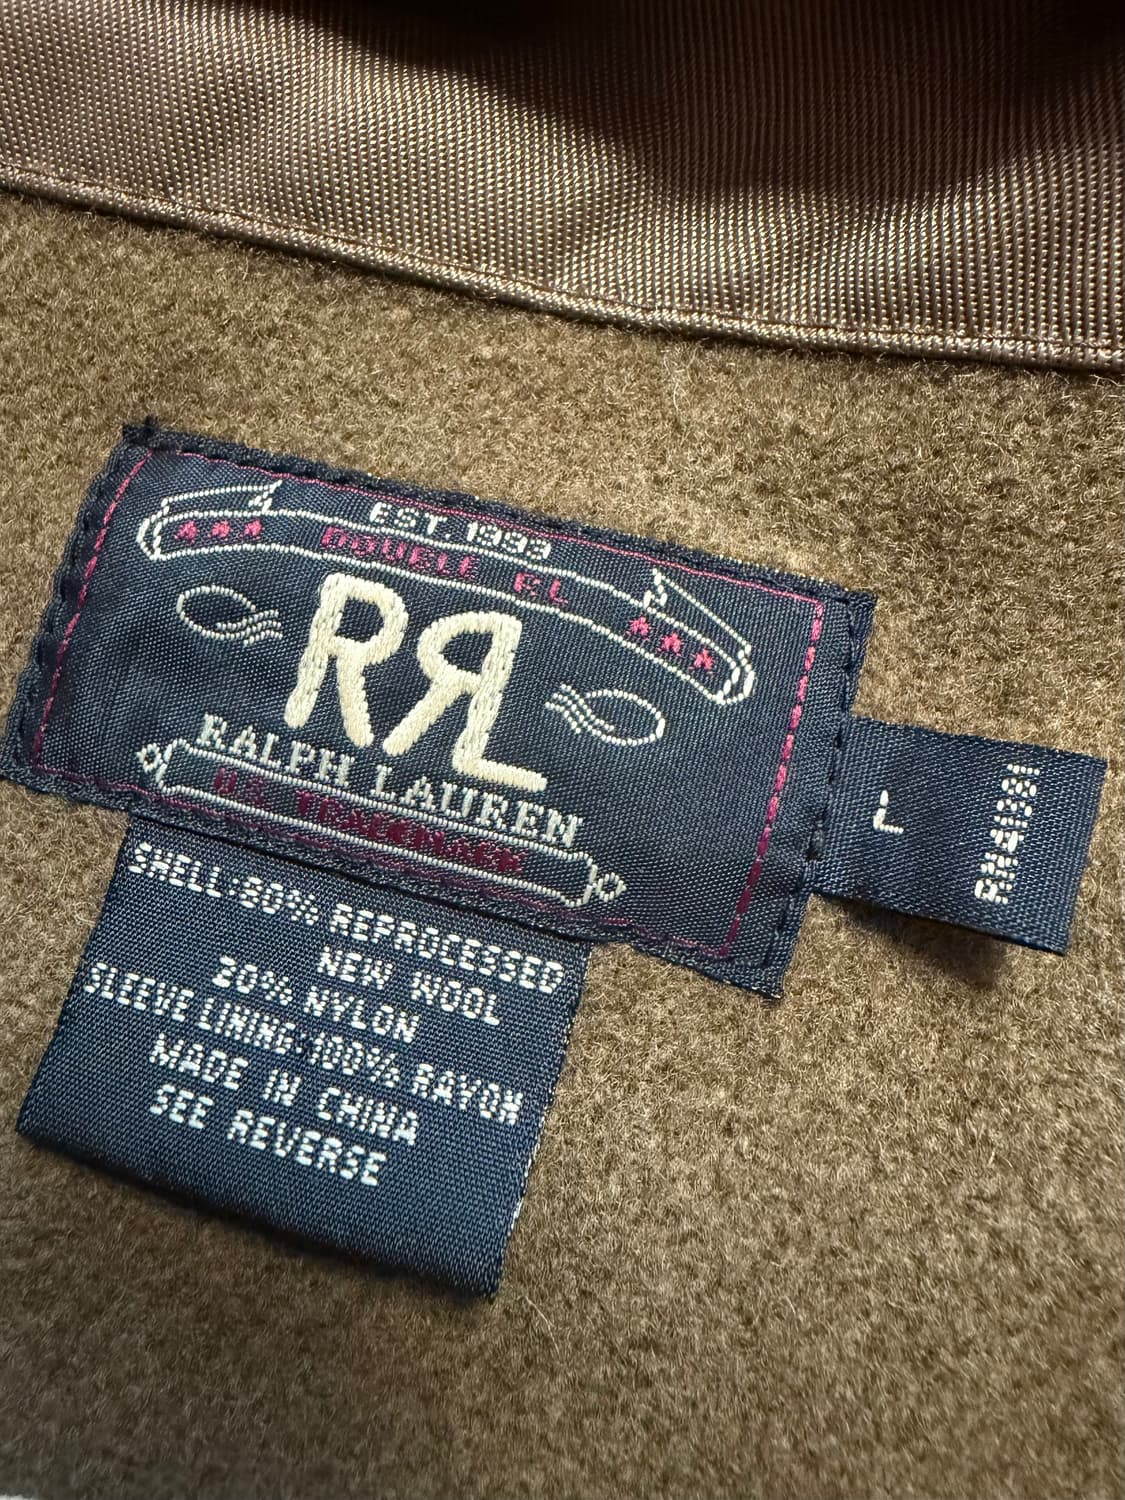 EST. 1993
DOUBLE RL
RRL
RALPH LAUREN
U.S. TRADEMARK
L
SHELL:80% REPROCESSED
NEW WOOL
20% NYLON
SLEEVE LINING:100% RAYON
MADE IN CHINA
SEE REVERSE